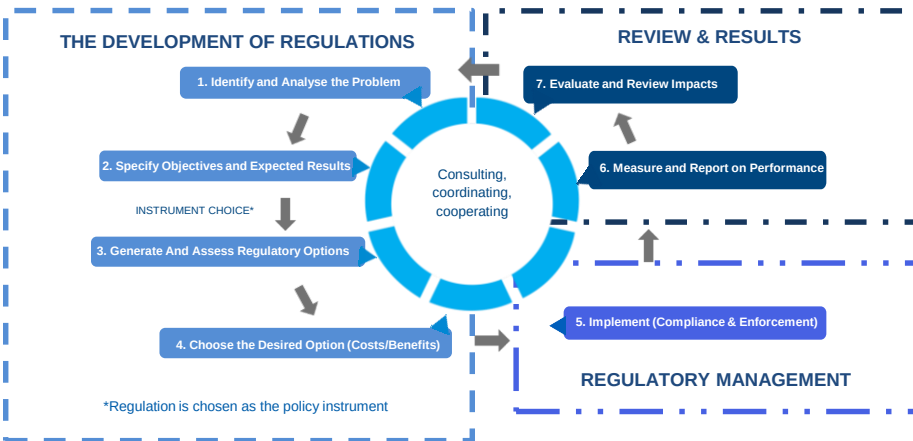 THE DEVELOPMENT OF REGULATIONS
1. Identify and Analyse the Problem
2. Specify Objectives and Expected Results
INSTRUMENT CHOICE*
3. Generate And Assess Regulatory Options
4. Choose the Desired Option (Costs/Benefits)
*Regulation is chosen as the policy instrument
Consulting,
coordinating,
cooperating
REVIEW & RESULTS
7. Evaluate and Review Impacts
6. Measure and Report on Performance
5. Implement (Compliance & Enforcement)
REGULATORY MANAGEMENT